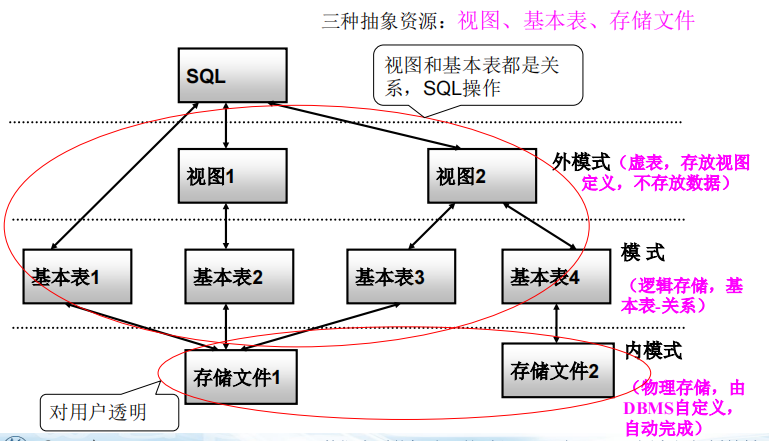 三种抽象资源：视图、基本表、存储文件
SQL
视图和基本表都是关
系，SQL操作
视图1
视图2
外模式（虚表，存放视图
定义，不存放数据）
基本表1
基本表2
基本表3
基本表4
模 式
（逻辑存储，基
本表-关系）
存储文件1
存储文件2
内模式
（物理存储，由
DBMS自定义，
自动完成）
对用户透明